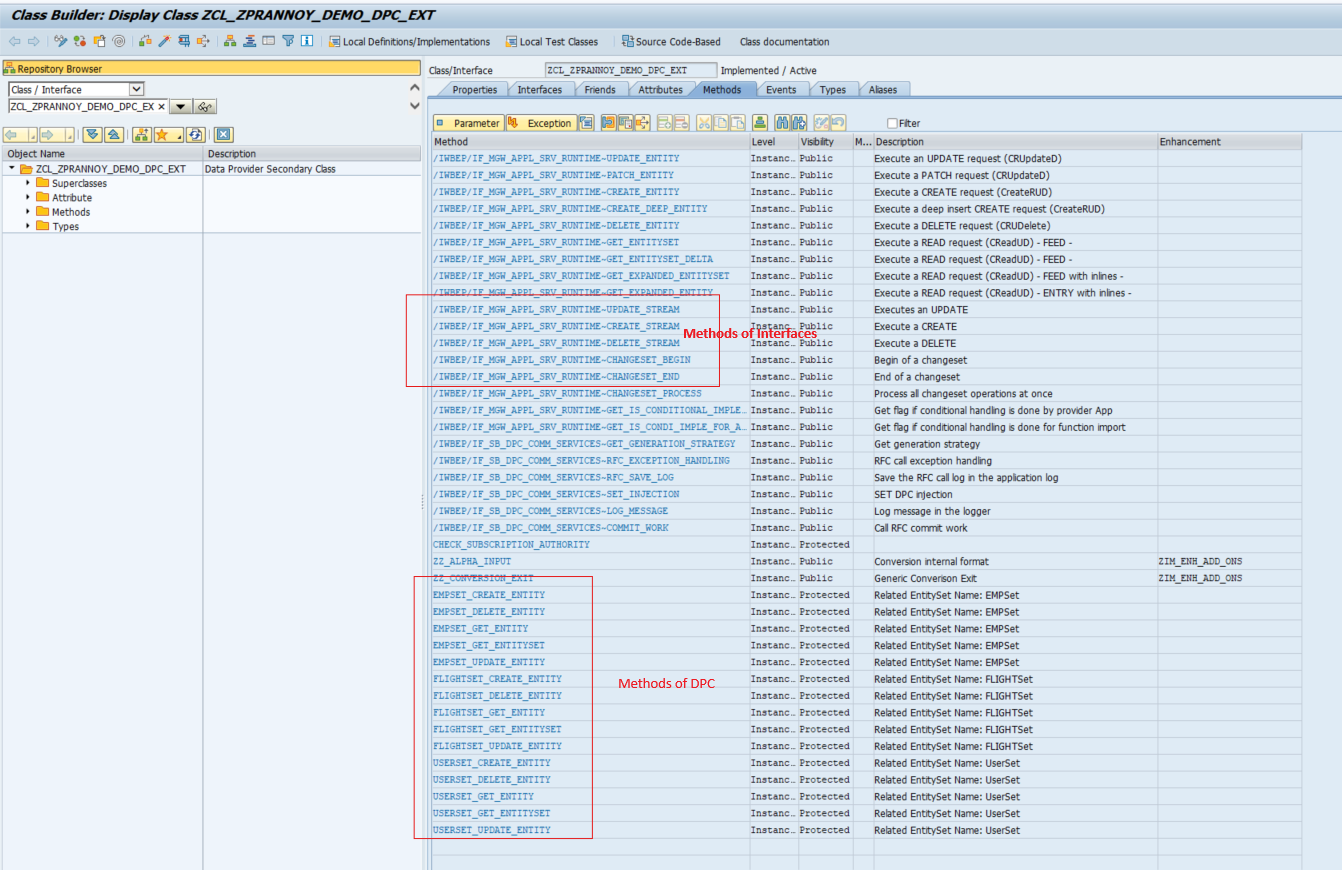 Class Builder: Display Class ZCL_ZPRANNOY_DEMO_DPC_EXT
Local Definitions/Implementations Local Test Classes Source Code-Based Class documentation
Repository Browser
Class / Interface
ZCL_ZPRANNOY_DEMO_DPC_EX
Object Name Description
ZCL_ZPRANNOY_DEMO_DPC_EXT Data Provider Secondary Class
Superclasses
Attribute
Methods
Types
Class/Interface ZCL_ZPRANNOY_DEMO_DPC_EXT Implemented / Active
Properties Interfaces Friends Attributes Methods Events Types Aliases
Parameter Exception Filter
Method Level Visibility M... Description Enhancement
/IWBEP/IF_MGW_APPL_SRV_RUNTIME~UPDATE_ENTITY Instanc.. Public Execute an UPDATE request (CRUpdateD)
/IWBEP/IF_MGW_APPL_SRV_RUNTIME~PATCH_ENTITY Instanc.. Public Execute a PATCH request (CRUpdateD)
/IWBEP/IF_MGW_APPL_SRV_RUNTIME~CREATE_ENTITY Instanc.. Public Execute a CREATE request (CreateRUD)
/IWBEP/IF_MGW_APPL_SRV_RUNTIME~CREATE_DEEP_ENTITY Instanc.. Public Execute a deep insert CREATE request (CreateRUD)
/IWBEP/IF_MGW_APPL_SRV_RUNTIME~DELETE_ENTITY Instanc.. Public Execute a DELETE request (CRUDelete)
/IWBEP/IF_MGW_APPL_SRV_RUNTIME~GET_ENTITYSET Instanc.. Public Execute a READ request (CReadUD) - FEED -
/IWBEP/IF_MGW_APPL_SRV_RUNTIME~GET_ENTITYSET_DELTA Instanc.. Public Execute a READ request (CReadUD) - FEED -
/IWBEP/IF_MGW_APPL_SRV_RUNTIME~GET_EXPANDED_ENTITYSET Instanc.. Public Execute a READ request (CReadUD) - FEED with inlines -
/IWBEP/IF_MGW_APPL_SRV_RUNTIME~GET_EXPANDED_ENTITY Instanc.. Public Execute a READ request (CReadUD) - ENTRY with inlines -
/IWBEP/IF_MGW_APPL_SRV_RUNTIME~UPDATE_STREAM Instanc.. Public Executes an UPDATE
/IWBEP/IF_MGW_APPL_SRV_RUNTIME~CREATE_STREAM Instanc.. Public Execute a CREATE
Methods of Interfaces
/IWBEP/IF_MGW_APPL_SRV_RUNTIME~DELETE_STREAM Instanc.. Public Execute a DELETE
/IWBEP/IF_MGW_APPL_SRV_RUNTIME~CHANGESET_BEGIN Instanc.. Public Begin of a changeset
/IWBEP/IF_MGW_APPL_SRV_RUNTIME~CHANGESET_END Instanc.. Public End of a changeset
/IWBEP/IF_MGW_APPL_SRV_RUNTIME~CHANGESET_PROCESS Instanc.. Public Process all changeset operations at once
/IWBEP/IF_MGW_APPL_SRV_RUNTIME~GET_IS_CONDITIONAL_IMPLE.. Instanc.. Public Get flag if conditional handling is done by provider App
/IWBEP/IF_MGW_APPL_SRV_RUNTIME~GET_IS_CONDI_IMPLE_FOR_A.. Instanc.. Public Get flag if conditional handling is done for function import
/IWBEP/IF_SB_DPC_COMM_SERVICES~GET_GENERATION_STRATEGY Instanc.. Public Get generation strategy
/IWBEP/IF_SB_DPC_COMM_SERVICES~RFC_EXCEPTION_HANDLING Instanc.. Public RFC call exception handling
/IWBEP/IF_SB_DPC_COMM_SERVICES~RFC_SAVE_LOG Instanc.. Public Save the RFC call log in the application log
/IWBEP/IF_SB_DPC_COMM_SERVICES~SET_INJECTION Instanc.. Public SET DPC injection
/IWBEP/IF_SB_DPC_COMM_SERVICES~LOG_MESSAGE Instanc.. Public Log message in the logger
/IWBEP/IF_SB_DPC_COMM_SERVICES~COMMIT_WORK Instanc.. Public Call RFC commit work
CHECK_SUBSCRIPTION_AUTHORITY Instanc.. Protected
ZZ_ALPHA_INPUT Instanc.. Public Conversion internal format ZIM_ENH_ADD_ONS
ZZ_CONVERSION_EXIT Instanc.. Public Generic Converison Exit ZIM_ENH_ADD_ONS
EMPSET_CREATE_ENTITY Instanc.. Protected Related EntitySet Name: EMPSet
EMPSET_DELETE_ENTITY Instanc.. Protected Related EntitySet Name: EMPSet
EMPSET_GET_ENTITY Instanc.. Protected Related EntitySet Name: EMPSet
EMPSET_GET_ENTITYSET Instanc.. Protected Related EntitySet Name: EMPSet
EMPSET_UPDATE_ENTITY Instanc.. Protected Related EntitySet Name: EMPSet
FLIGHTSET_CREATE_ENTITY Instanc.. Protected Related EntitySet Name: FLIGHTSet
Methods of DPC
FLIGHTSET_DELETE_ENTITY Instanc.. Protected Related EntitySet Name: FLIGHTSet
FLIGHTSET_GET_ENTITY Instanc.. Protected Related EntitySet Name: FLIGHTSet
FLIGHTSET_GET_ENTITYSET Instanc.. Protected Related EntitySet Name: FLIGHTSet
FLIGHTSET_UPDATE_ENTITY Instanc.. Protected Related EntitySet Name: FLIGHTSet
USERSET_CREATE_ENTITY Instanc.. Protected Related EntitySet Name: UserSet
USERSET_DELETE_ENTITY Instanc.. Protected Related EntitySet Name: UserSet
USERSET_GET_ENTITY Instanc.. Protected Related EntitySet Name: UserSet
USERSET_GET_ENTITYSET Instanc.. Protected Related EntitySet Name: UserSet
USERSET_UPDATE_ENTITY Instanc.. Protected Related EntitySet Name: UserSet